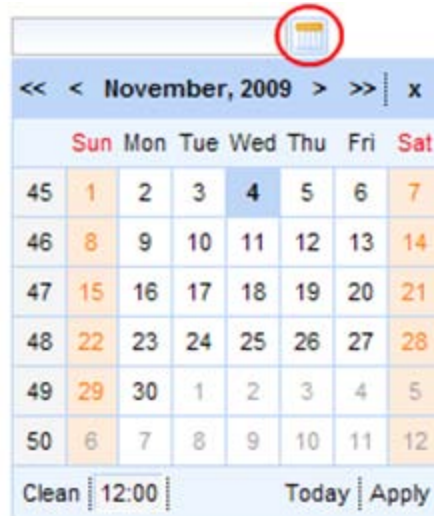 << < November, 2009 > >> x
Sun Mon Tue Wed Thu Fri Sat
45 1 2 3 4 5 6 7
46 8 9 10 11 12 13 14
47 15 16 17 18 19 20 21
48 22 23 24 25 26 27 28
49 29 30 1 2 3 4 5
50 6 7 8 9 10 11 12
Clean 12:00 Today Apply